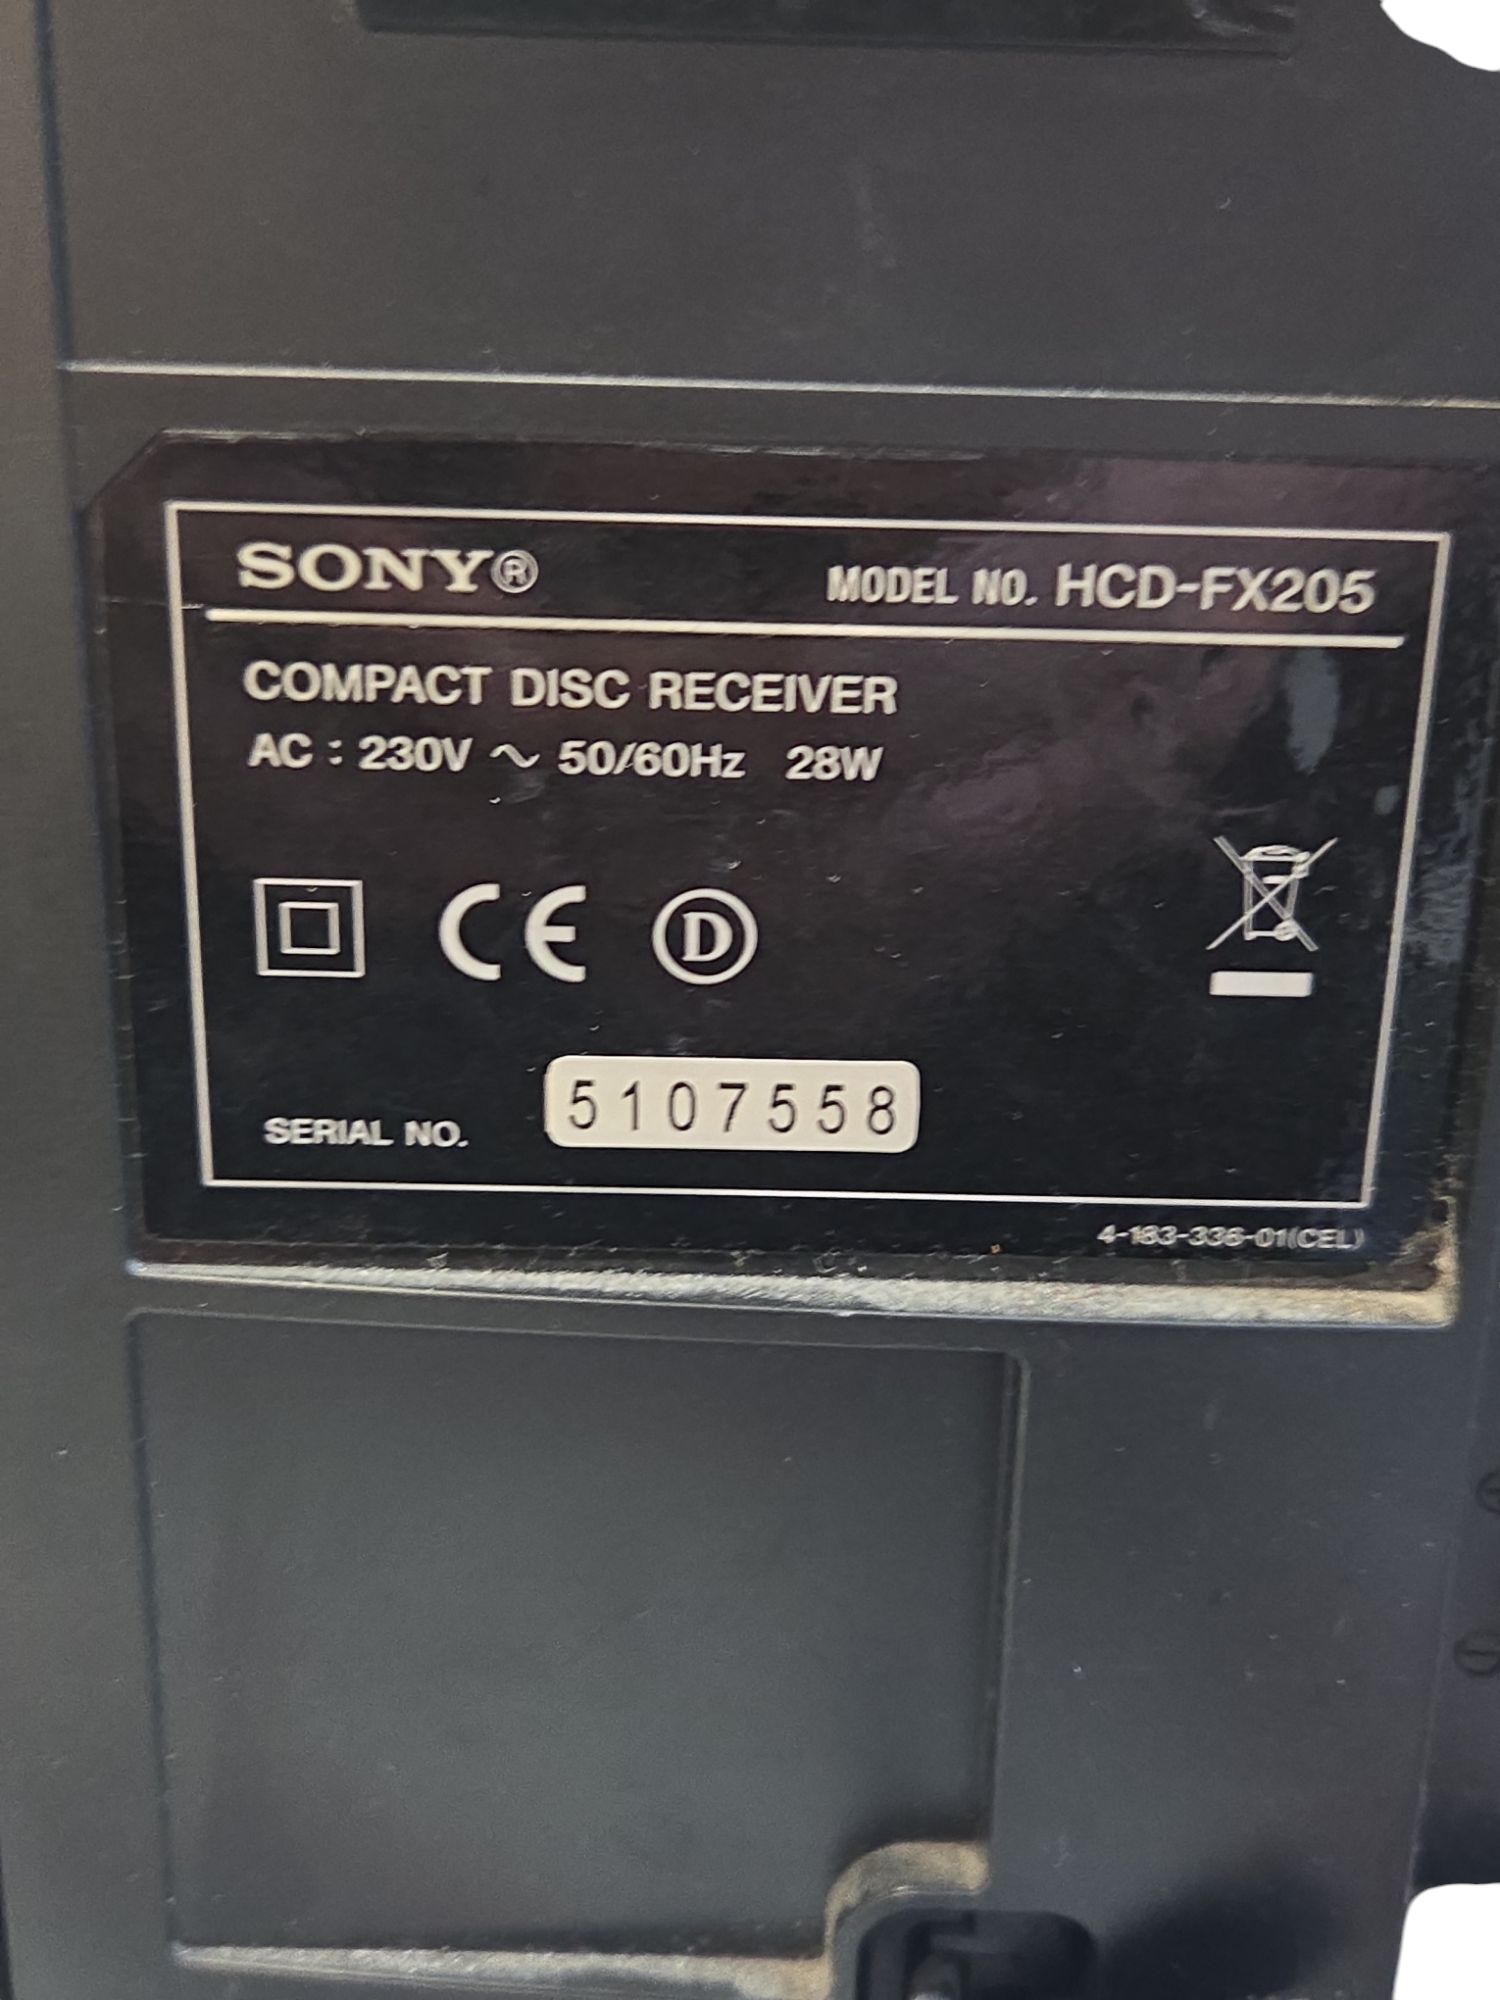 SONY®
MODEL NO. HCD-FX205
COMPACT DISC RECEIVER
AC : 230V ~ 50/60Hz 28W
CE D
SERIAL NO. 5107558
4-183-336-01(CEL)